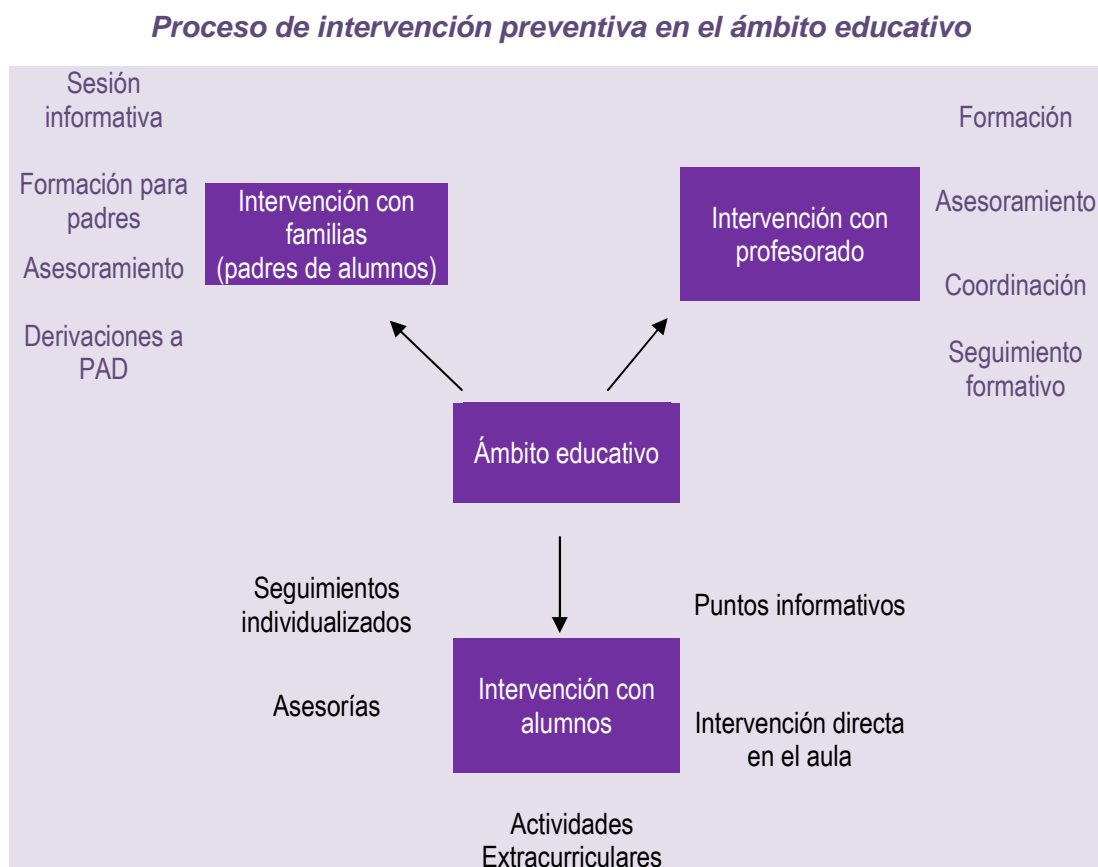 Proceso de intervención preventiva en el ámbito educativo
Sesión
informativa
Formación para
padres
Asesoramiento
Derivaciones a
PAD
Intervención con
familias
(padres de alumnos)
Intervención con
profesorado
Formación
Asesoramiento
Coordinación
Seguimiento
formativo
Ámbito educativo
Seguimientos
individualizados
Asesorías
Intervención con
alumnos
Puntos informativos
Intervención directa
en el aula
Actividades
Extracurriculares